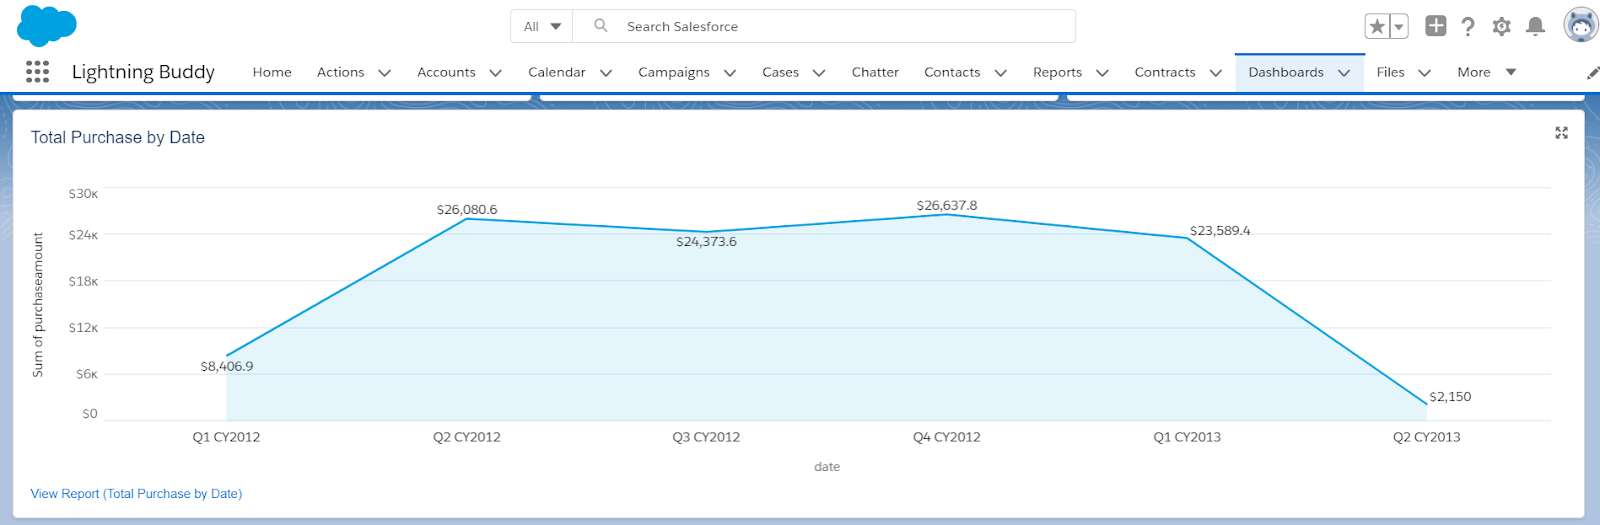 All Search Salesforce
Lightning Buddy Home Actions Accounts Calendar Campaigns Cases Chatter Contacts Reports Contracts Dashboards Files More
Total Purchase by Date
$30K
$24K
$18K
$12K
$6K
$0
Sum of purchaseamount
$8,406.9
$26,080.6
$24,373.6
$26,637.8
$23,589.4
$2,150
Q1 CY2012 Q2 CY2012 Q3 CY2012 Q4 CY2012 Q1 CY2013 Q2 CY2013
date
View Report (Total Purchase by Date)